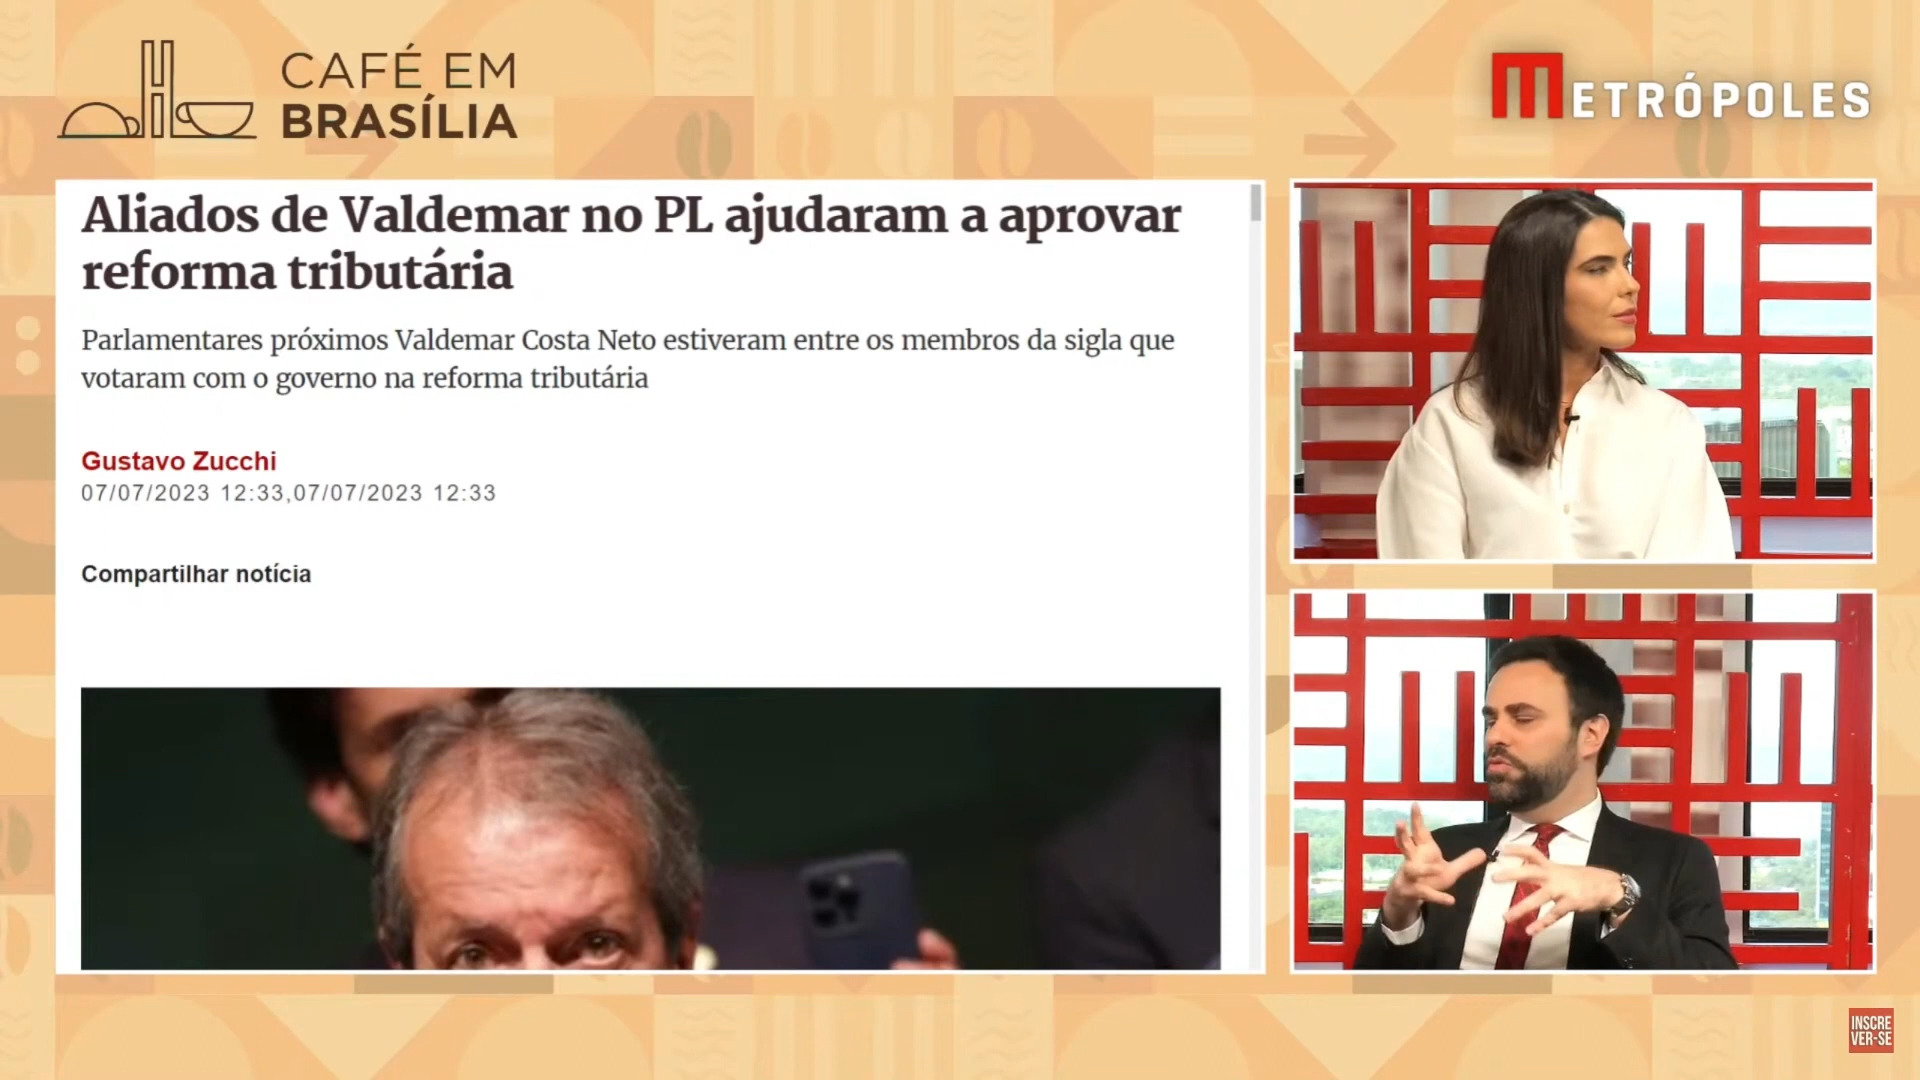 CAFÉ EM
BRASÍLIA
METRÓPOLES
Aliados de Valdemar no PL ajudaram a aprovar
reforma tributária
Parlamentares próximos Valdemar Costa Neto estiveram entre os membros da sigla que
votaram com o governo na reforma tributária
Gustavo Zucchi
07/07/2023 12:33,07/07/2023 12:33
Compartilhar notícia
INSCRE
VER-SE